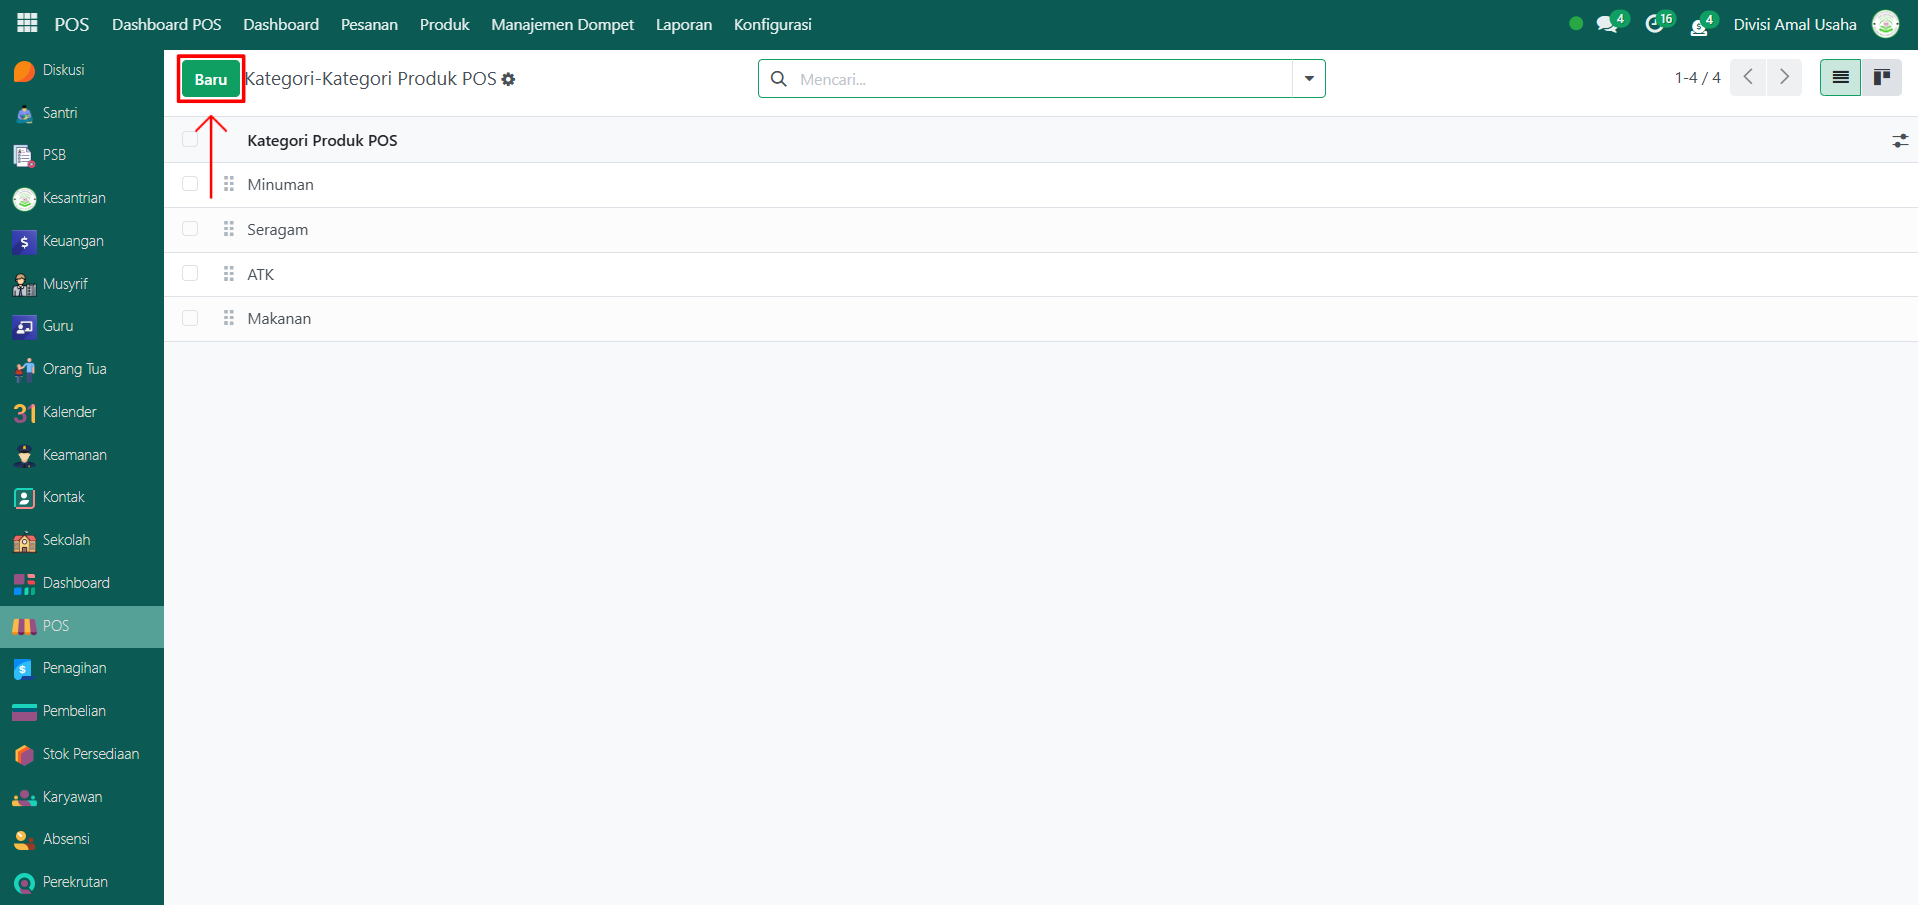 POS Dashboard POS Dashboard Pesanan Produk Manajemen Dompet Laporan Konfigurasi 4 16 4 Divisi Amal Usaha
Diskusi
Santri
PSB
Kesantrian
Keuangan
Musyrif
Guru
Orang Tua
31 Kalender
Keamanan
Kontak
Sekolah
Dashboard
POS
Penagihan
Pembelian
Stok Persediaan
Karyawan
Absensi
Perekrutan
Baru Kategori-Kategori Produk POS Mencari... 1-4 / 4
Kategori Produk POS
Minuman
Seragam
ATK
Makanan